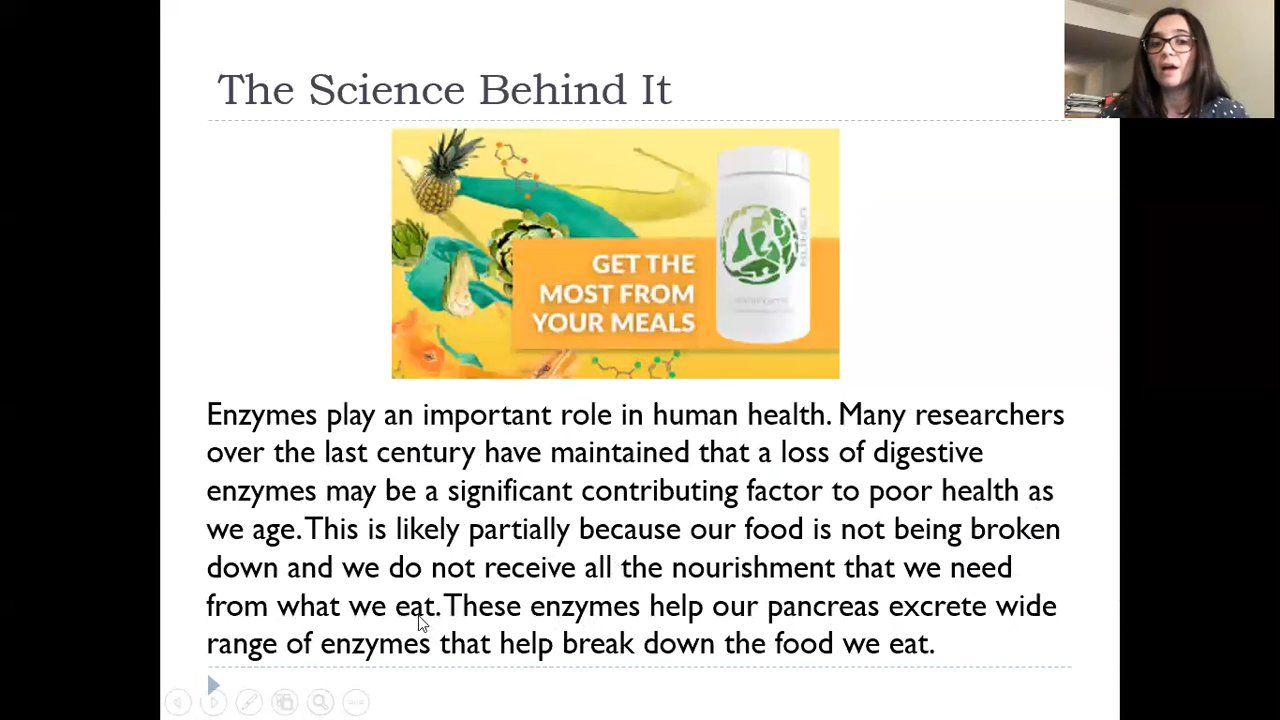 The Science Behind It
GET THE
MOST FROM
YOUR MEALS
Enzymes play an important role in human health. Many researchers
over the last century have maintained that a loss of digestive
enzymes may be a significant contributing factor to poor health as
we age. This is likely partially because our food is not being broken
down and we do not receive all the nourishment that we need
from what we eat. These enzymes help our pancreas excrete wide
range of enzymes that help break down the food we eat.